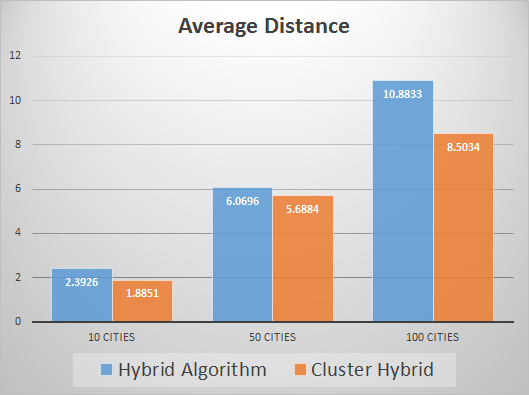 Average Distance
12
10
8
6
4
2
0
10.8833
8.5034
6.0696
5.6884
2.3926
1.8851
10 CITIES
50 CITIES
100 CITIES
Hybrid Algorithm
Cluster Hybrid